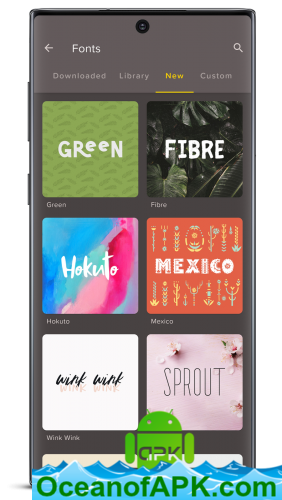 Fonts
Downloaded Library New Custom
GREEN
FIBRE
Green
Fibre
Hokuto
MEXICO
Hokuto
Mexico
wink wink
SPROUT
Wink Wink
APK
OceanofAPK.com